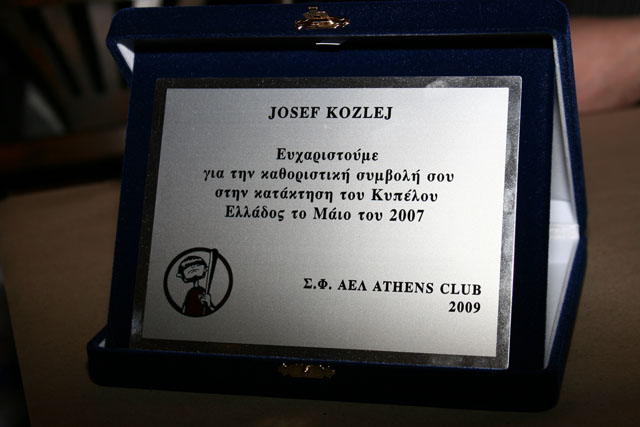 JOSEF KOZLEJ
Ευχαριστούμε
για την καθοριστική συμβολή σου
στην κατάκτηση του Κυπέλου
Ελλάδος το Μάιο του 2007
Σ.Φ. ΑΕΛ ATHENS CLUB
2009